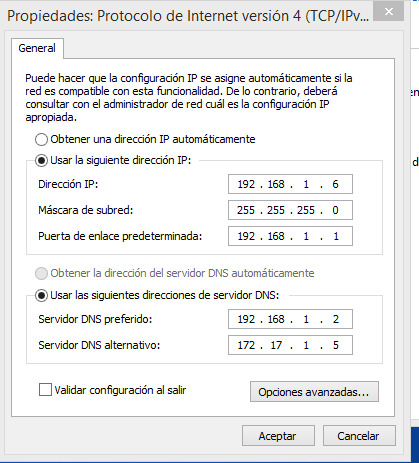 Propiedades: Protocolo de Internet versión 4 (TCP/IPv...
General
Puede hacer que la configuración IP se asigne automáticamente si la
red es compatible con esta funcionalidad. De lo contrario, deberá
consultar con el administrador de red cuál es la configuración IP
apropiada.
Obtener una dirección IP automáticamente
Usar la siguiente dirección IP:
Dirección IP: 192 . 168 . 1 . 6
Máscara de subred: 255 . 255 . 255 . 0
Puerta de enlace predeterminada: 192 . 168 . 1 . 1
Obtener la dirección del servidor DNS automáticamente
Usar las siguientes direcciones de servidor DNS:
Servidor DNS preferido: 192 . 168 . 1 . 2
Servidor DNS alternativo: 172 . 17 . 1 . 5
Validar configuración al salir
Opciones avanzadas...
Aceptar Cancelar